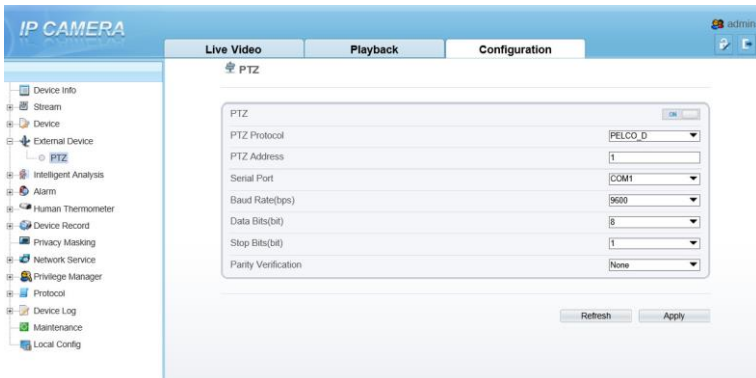 IP CAMERA
admin
Live Video Playback Configuration
PTZ
Device Info
Stream
Device
External Device
PTZ
Intelligent Analysis
Alarm
Human Thermometer
Device Record
Privacy Masking
Network Service
Privilege Manager
Protocol
Device Log
Maintenance
Local Config
PTZ ON
PTZ Protocol PELCO_D
PTZ Address 1
Serial Port COM1
Baud Rate(bps) 9600
Data Bits(bit) 8
Stop Bits(bit) 1
Parity Verification None
Refresh Apply